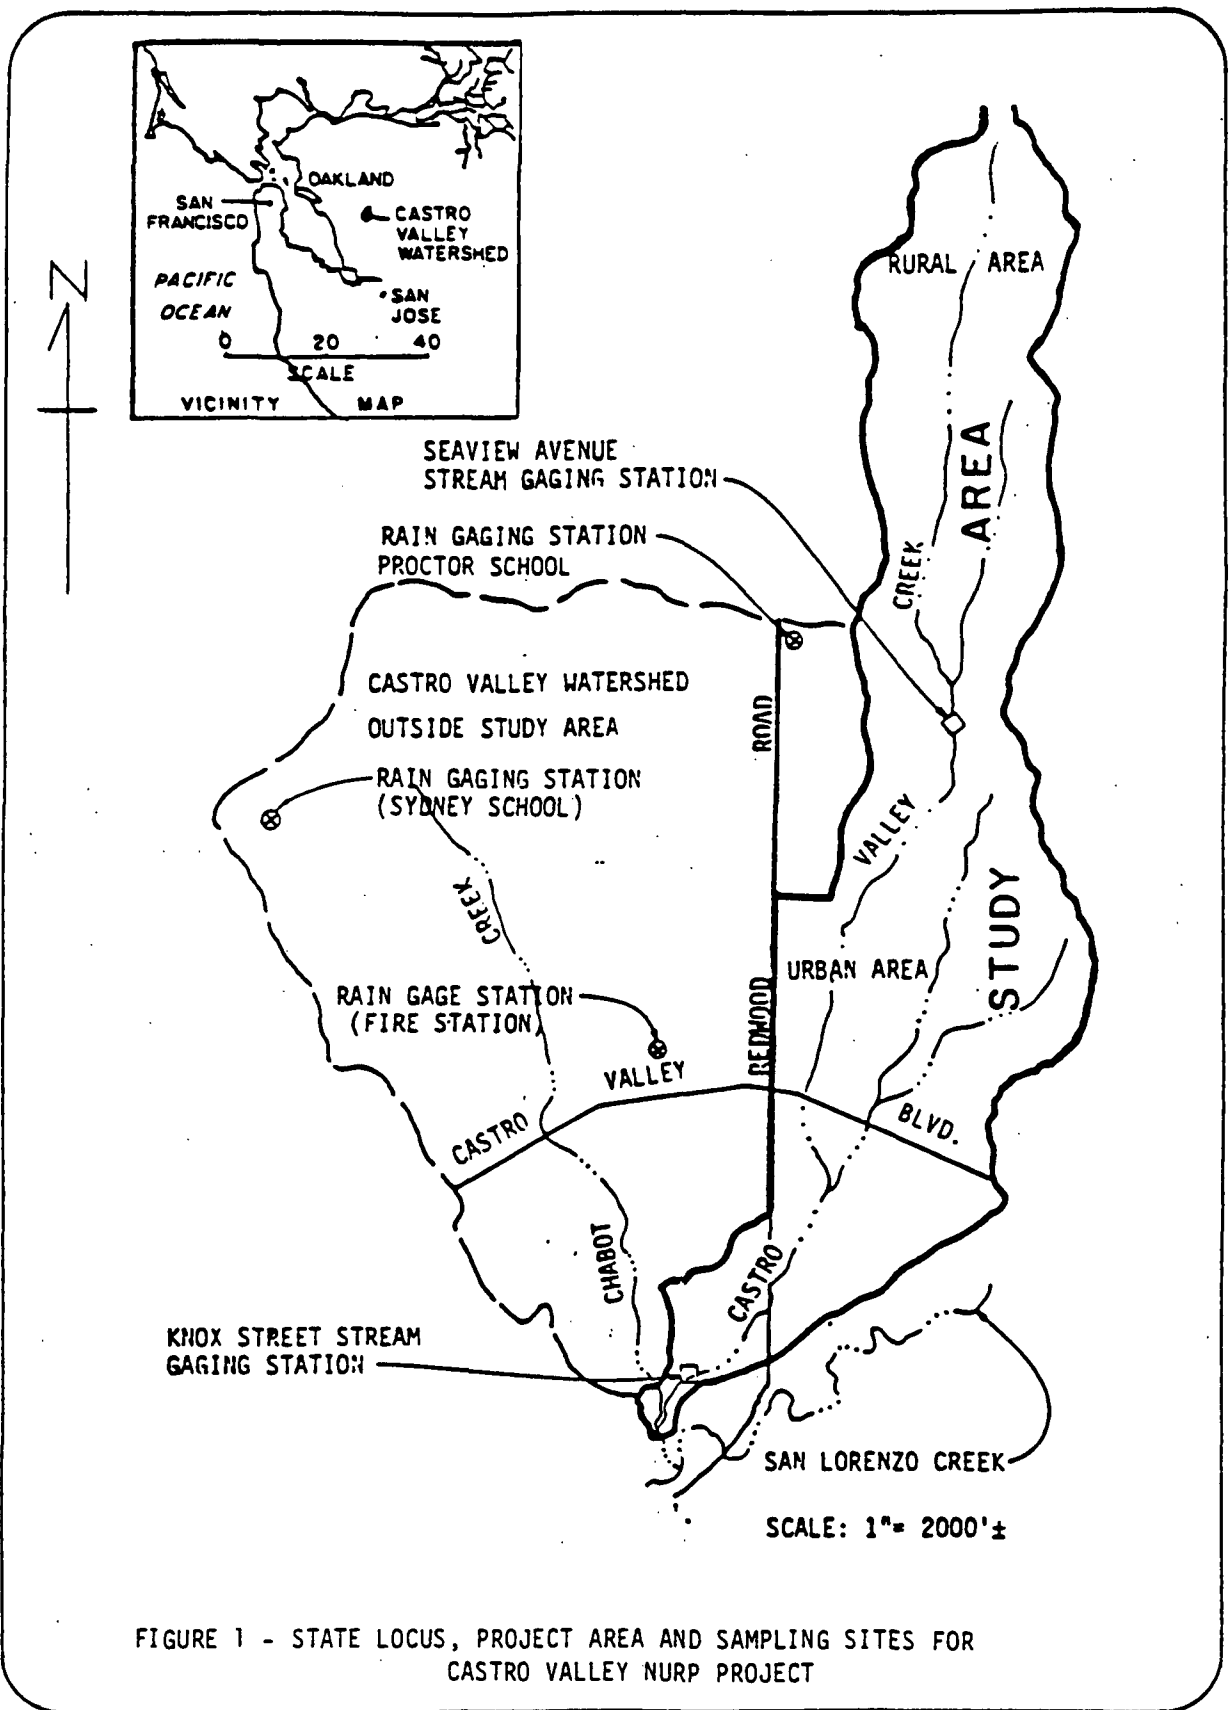 OAKLAND
SAN
FRANCISCO
CASTRO
VALLEY
WATERSHED
PACIFIC
OCEAN
SAN
JOSE
0 20 40
SCALE
VICINITY MAP
N
RURAL AREA
SEAVIEW AVENUE
STREAM GAGING STATION
RAIN GAGING STATION
PROCTOR SCHOOL
CREEK
AREA
CASTRO VALLEY WATERSHED
OUTSIDE STUDY AREA
ROAD
RAIN GAGING STATION
(SYDNEY SCHOOL)
VALLEY
CREEK
STUDY
URBAN AREA
RAIN GAGE STATION
(FIRE STATION)
REDWOOD
VALLEY
CASTRO
BLVD.
CHABOT
CASTRO
KNOX STREET STREAM
GAGING STATION
SAN LORENZO CREEK
SCALE: 1"= 2000'±
FIGURE 1 - STATE LOCUS, PROJECT AREA AND SAMPLING SITES FOR
CASTRO VALLEY NURP PROJECT